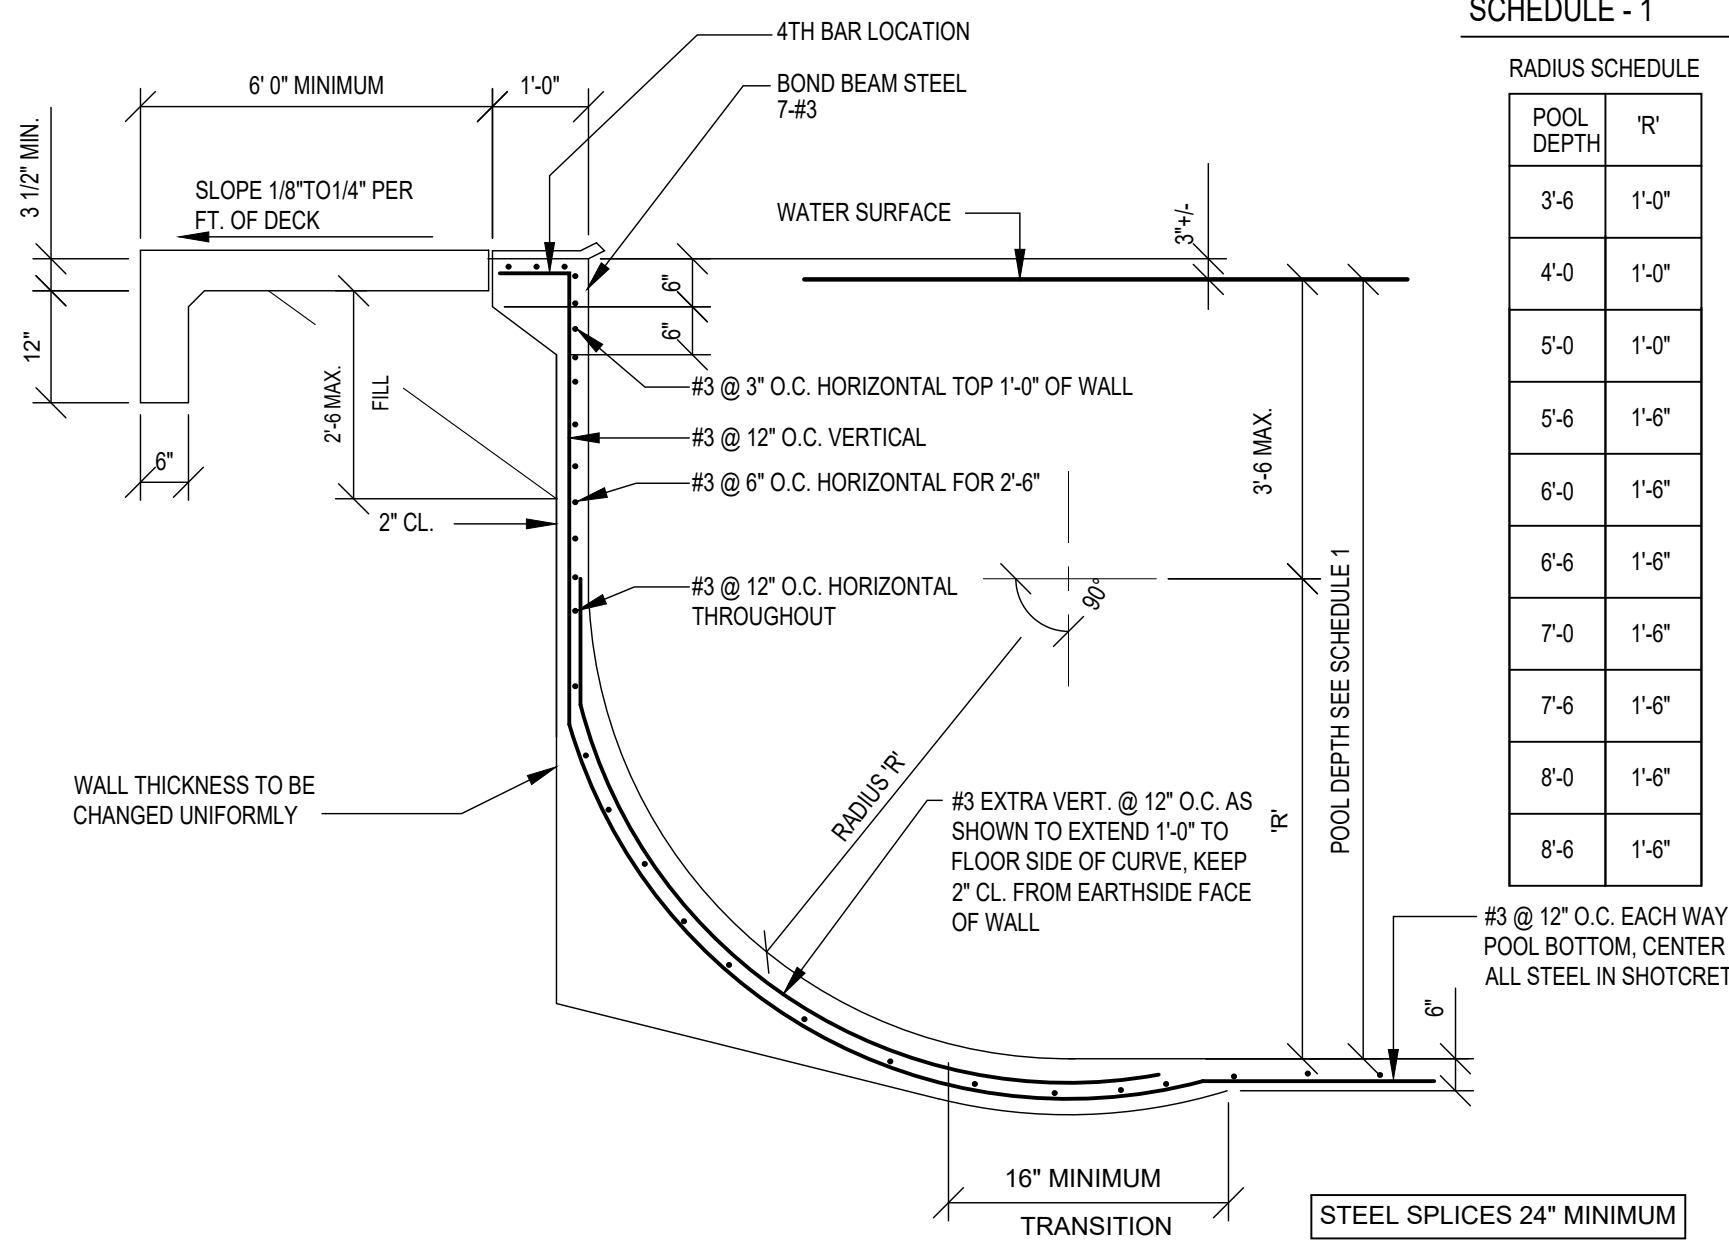 SCHEDULE - 1
RADIUS SCHEDULE
POOL
DEPTH
'R'
3'-6
1'-0"
4'-0
1'-0"
5'-0
1'-0"
5'-6
1'-6"
6'-0
1'-6"
6'-6
1'-6"
7'-0
1'-6"
7'-6
1'-6"
8'-0
1'-6"
8'-6
1'-6"
4TH BAR LOCATION
6' 0" MINIMUM
1'-0"
BOND BEAM STEEL
7-#3
3 1/2" MIN.
SLOPE 1/8"TO1/4" PER
FT. OF DECK
WATER SURFACE
3"+/-
6"
6"
12"
2'-6 MAX.
FILL
6"
2" CL.
#3 @ 3" O.C. HORIZONTAL TOP 1'-0" OF WALL
#3 @ 12" O.C. VERTICAL
#3 @ 6" O.C. HORIZONTAL FOR 2'-6"
#3 @ 12" O.C. HORIZONTAL
THROUGHOUT
3'-6 MAX.
90°
POOL DEPTH SEE SCHEDULE 1
WALL THICKNESS TO BE
CHANGED UNIFORMLY
RADIUS 'R'
'R'
#3 EXTRA VERT. @ 12" O.C. AS
SHOWN TO EXTEND 1'-0" TO
FLOOR SIDE OF CURVE, KEEP
2" CL. FROM EARTHSIDE FACE
OF WALL
#3 @ 12" O.C. EACH WAY
POOL BOTTOM, CENTER
ALL STEEL IN SHOTCRET
6"
16" MINIMUM
TRANSITION
STEEL SPLICES 24" MINIMUM